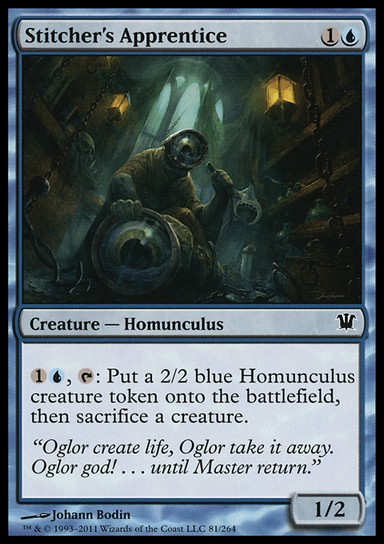 Stitcher's Apprentice 1
Creature — Homunculus
1, : Put a 2/2 blue Homunculus
creature token onto the battlefield,
then sacrifice a creature.
"Oglor create life, Oglor take it away.
Oglor god! . . . until Master return."
Johann Bodin
1/2
™ & © 1993–2011 Wizards of the Coast LLC 81/264